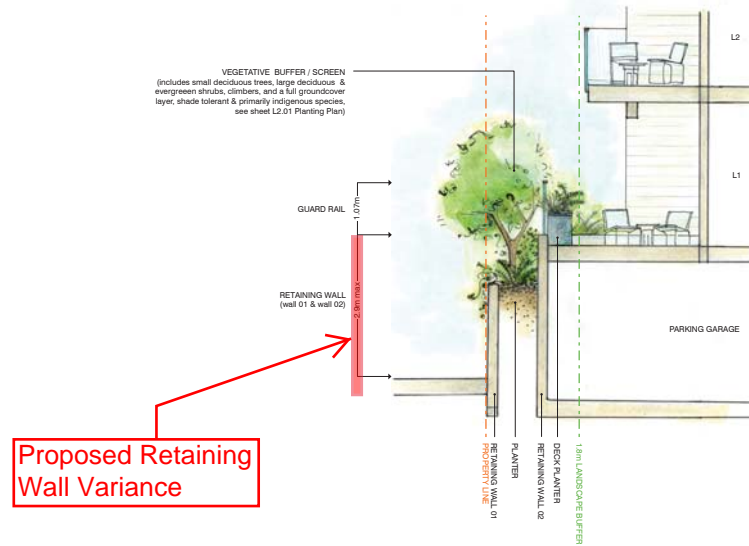 L2
VEGETATIVE BUFFER / SCREEN
(includes small deciduous trees, large deciduous &
evergreeen shrubs, climbers, and a full groundcover
layer, shade tolerant & primarily indigenous species,
see sheet L2.01 Planting Plan)
L1
GUARD RAIL
1.07m
RETAINING WALL
(wall 01 & wall 02)
2.9m max
PARKING GARAGE
Proposed Retaining
Wall Variance
PROPERTY LINE
RETAINING WALL 01
PLANTER
RETAINING WALL 02
DECK PLANTER
1.8m LANDSCAPE BUFFER